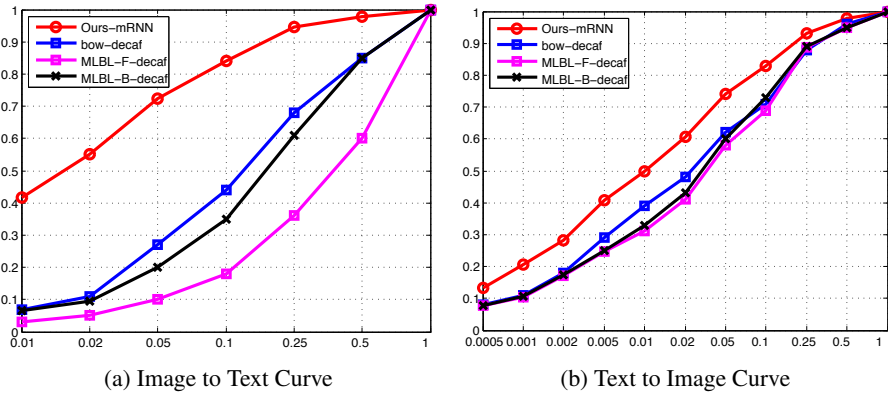 1
0.9
0.8
0.7
0.6
0.5
0.4
0.3
0.2
0.1
0
Ours-mRNN
bow-decaf
MLBL-F-decaf
MLBL-B-decaf
0.01 0.02 0.05 0.1 0.25 0.5 1
(a) Image to Text Curve
1
0.9
0.8
0.7
0.6
0.5
0.4
0.3
0.2
0.1
0
Ours-mRNN
bow-decaf
MLBL-F-decaf
MLBL-B-decaf
0.0005 0.001 0.002 0.005 0.01 0.02 0.05 0.1 0.25 0.5 1
(b) Text to Image Curve